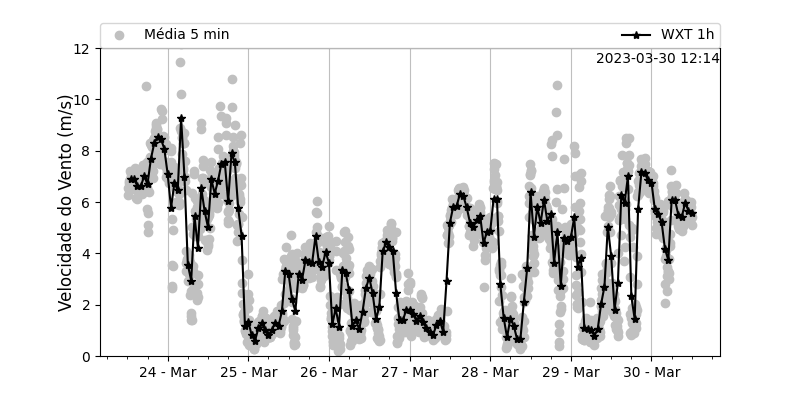 Média 5 min
WXT 1h
2023-03-30 12:14
Velocidade do Vento (m/s)
12
10
8
6
4
2
0
24 - Mar
25 - Mar
26 - Mar
27 - Mar
28 - Mar
29 - Mar
30 - Mar